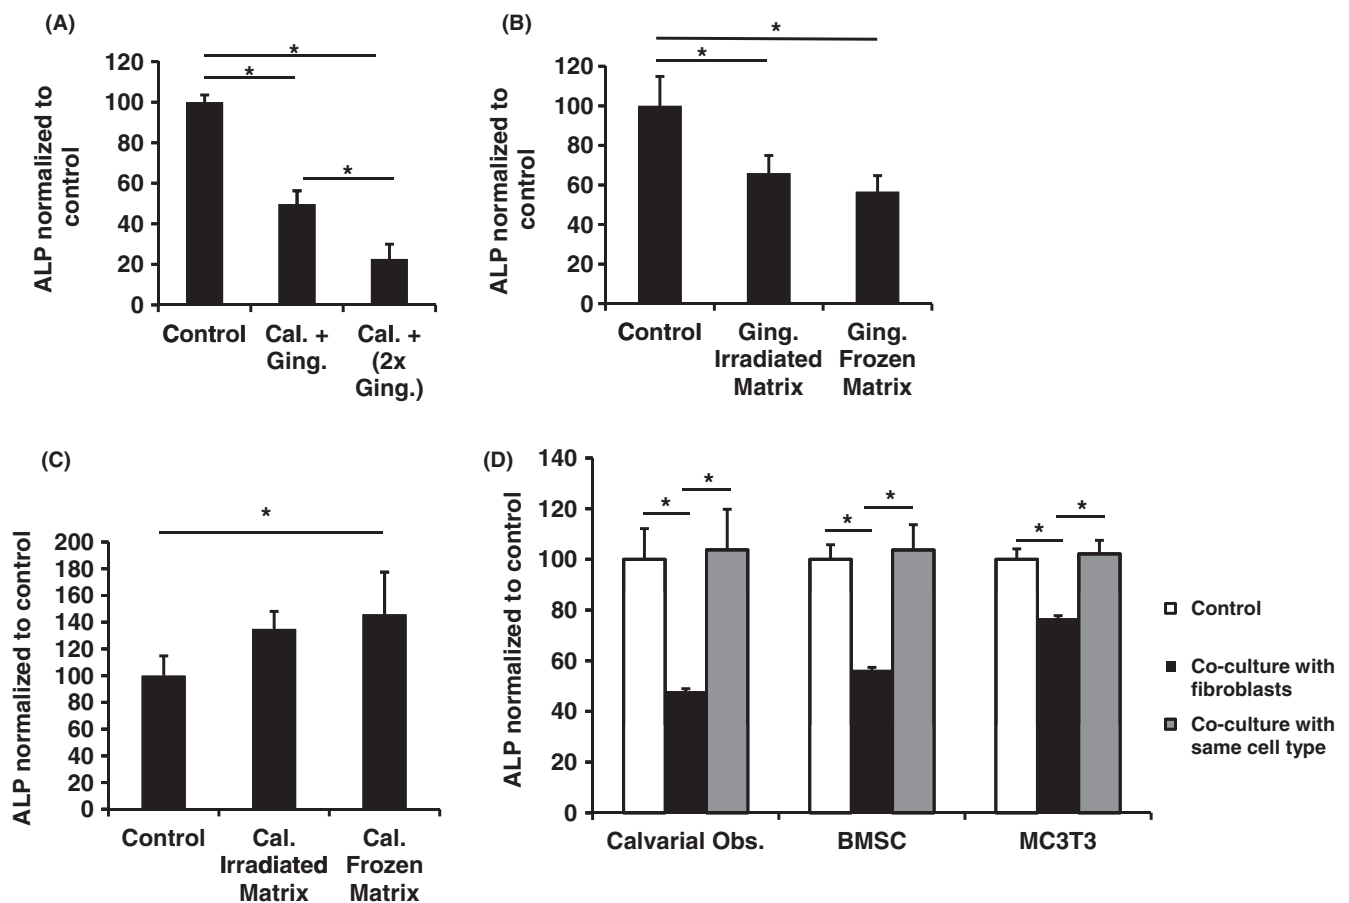 (A)
ALP normalized to
control
120
100
80
60
40
20
0
*
*
*
Control
Cal. +
Ging.
Cal. +
(2x
Ging.)
(B)
ALP normalized to
control
120
100
80
60
40
20
0
*
*
Control
Ging.
Irradiated
Matrix
Ging.
Frozen
Matrix
(C)
ALP normalized to control
200
180
160
140
120
100
80
60
40
20
0
*
Control
Cal.
Irradiated
Matrix
Cal.
Frozen
Matrix
(D)
ALP normalized to control
140
120
100
80
60
40
20
0
*
*
*
*
*
*
Calvarial Obs.
BMSC
MC3T3
Control
Co-culture with
fibroblasts
Co-culture with
same cell type